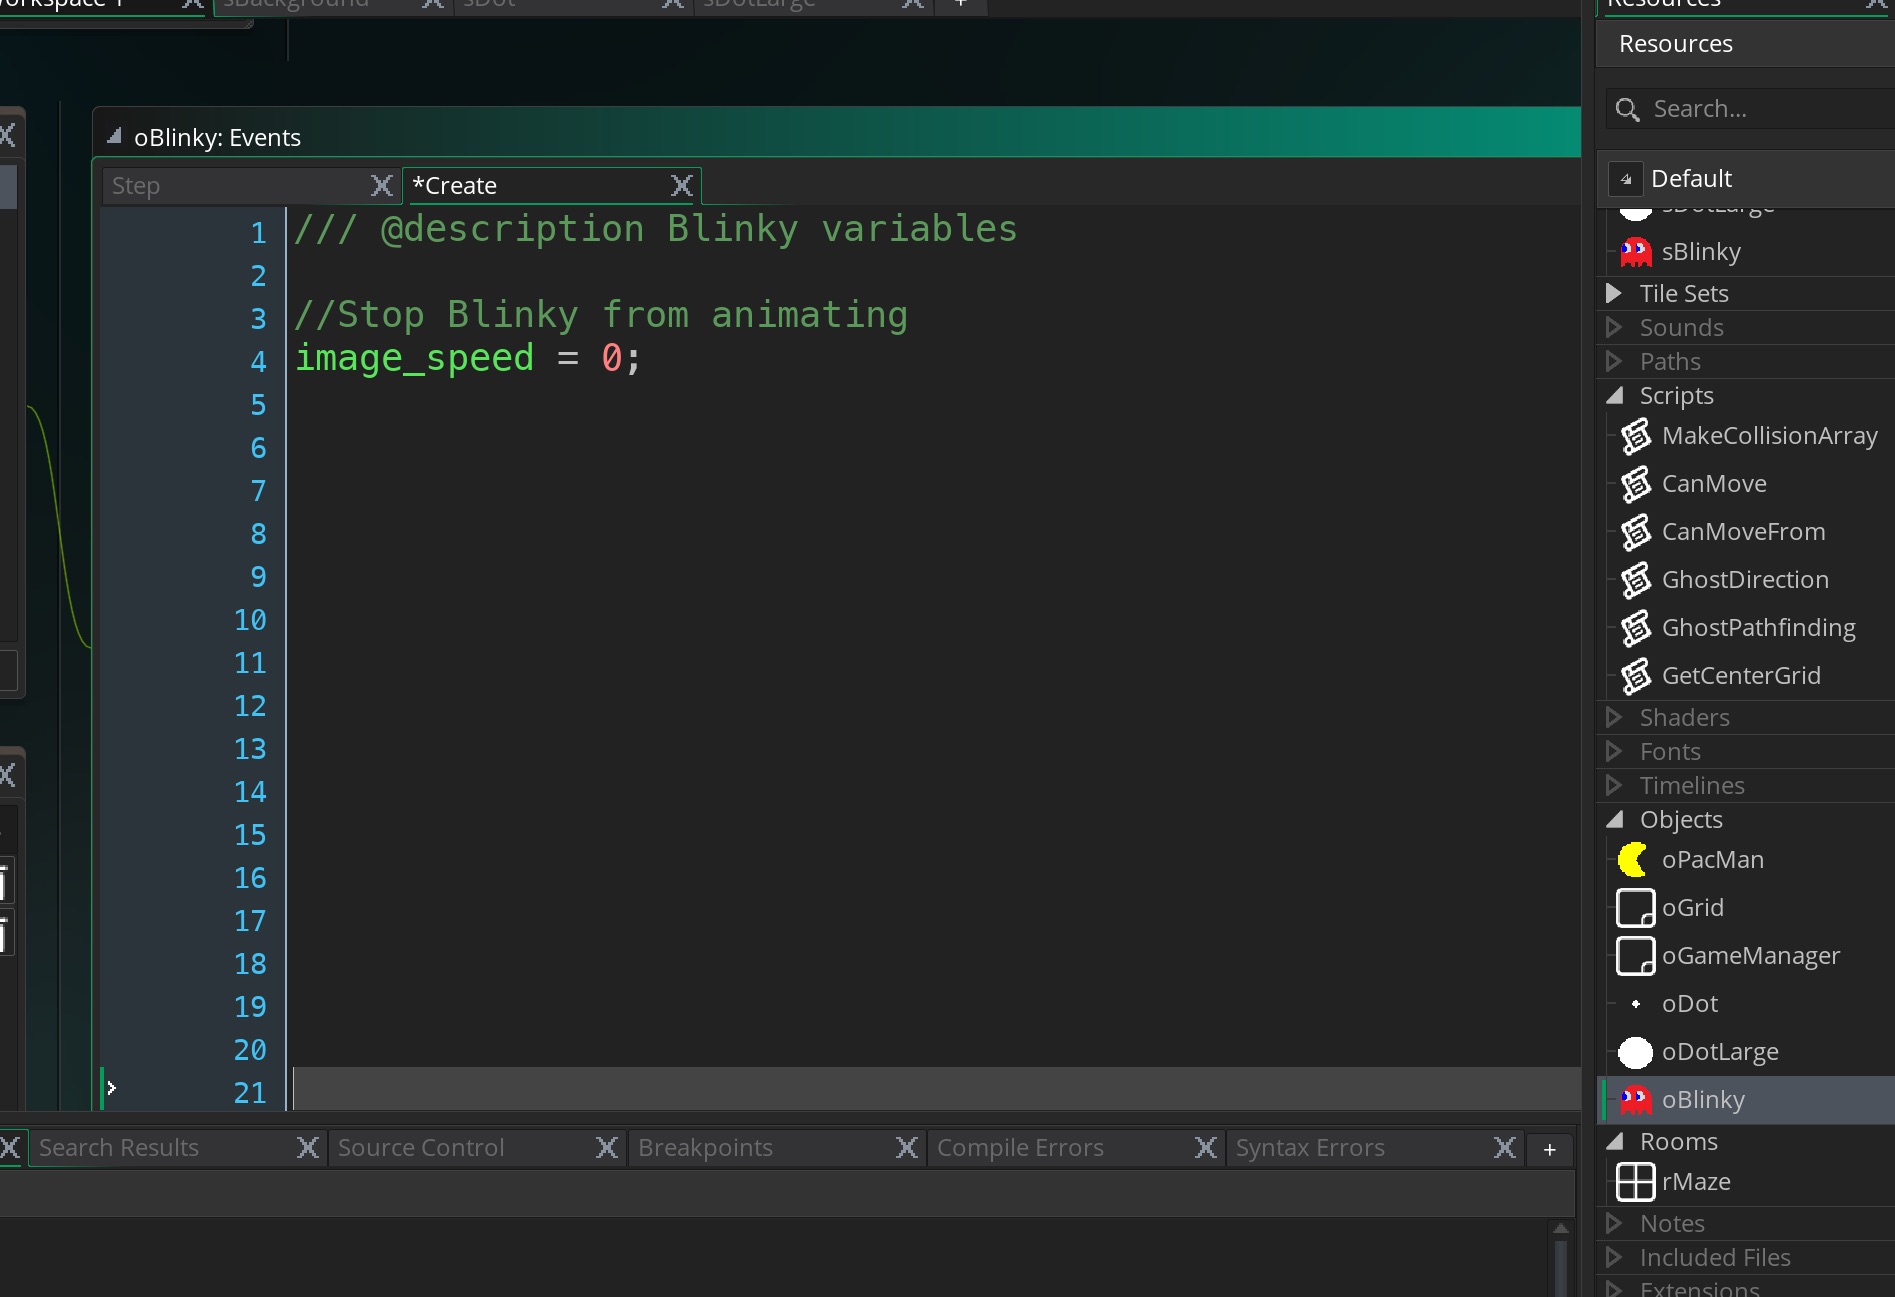 Workspace 1
sBackground
sDot
sDotLarge
+
oBlinky: Events
Step
*Create
1 /// @description Blinky variables
2
3 //Stop Blinky from animating
4 image_speed = 0;
5
6
7
8
9
10
11
12
13
14
15
16
17
18
19
20
21
Search Results
Source Control
Breakpoints
Compile Errors
Syntax Errors
+
Resources
Resources
Search...
Default
sDotLarge
sBlinky
Tile Sets
Sounds
Paths
Scripts
MakeCollisionArray
CanMove
CanMoveFrom
GhostDirection
GhostPathfinding
GetCenterGrid
Shaders
Fonts
Timelines
Objects
oPacMan
oGrid
oGameManager
oDot
oDotLarge
oBlinky
Rooms
rMaze
Notes
Included Files
Extensions